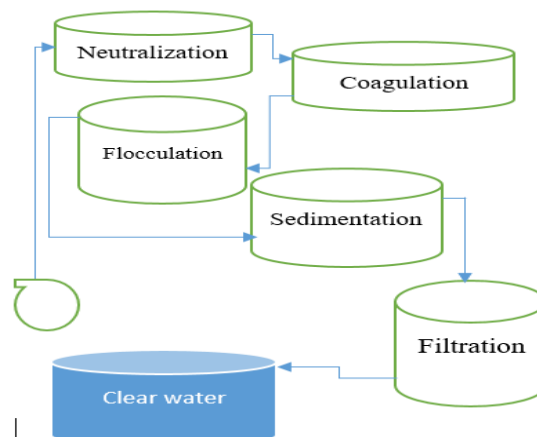 Neutralization
Coagulation
Flocculation
Sedimentation
Filtration
Clear water